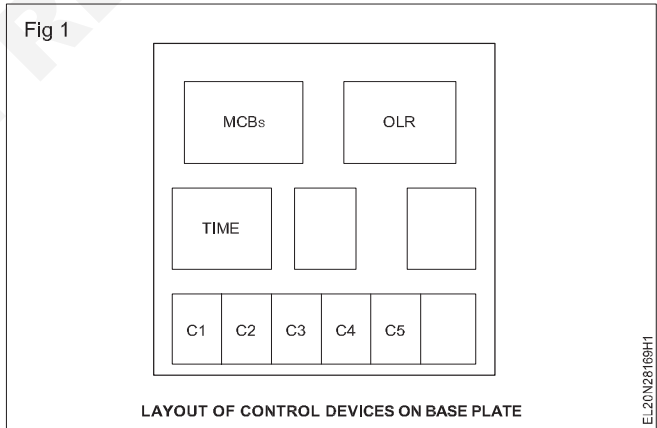 Fig 1
MCBs OLR
TIME
C1 C2 C3 C4 C5
LAYOUT OF CONTROL DEVICES ON BASE PLATE
EL20N28169H1